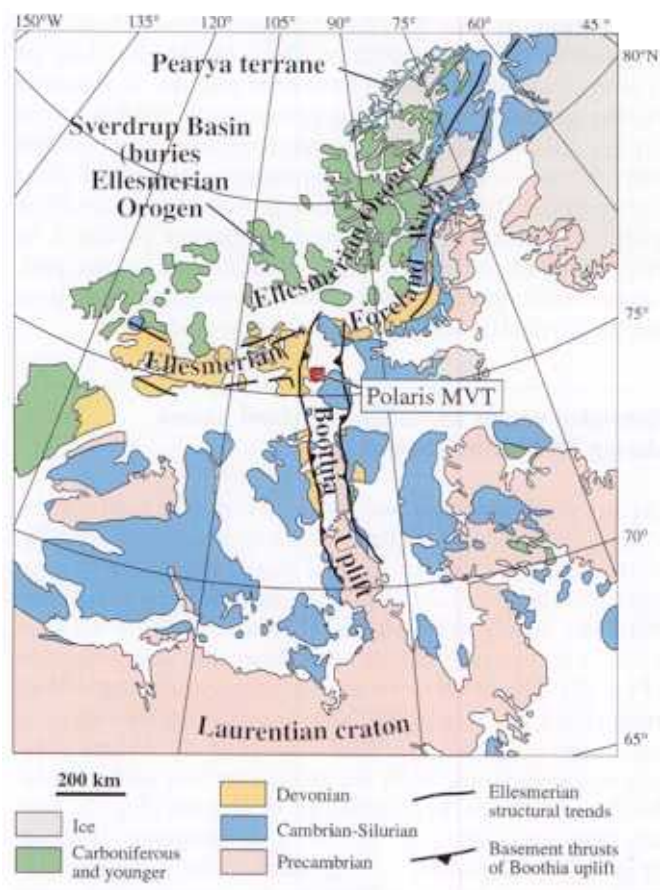 150°W 135° 120° 105° 90° 75° 60° 45°
80°N
Pearya terrane
Sverdrup Basin
(buries
Ellesmerian
Orogen
Ellesmerian Orogen
75°
Ellesmerian Foreland Basin
Polaris MVT
Boothia Uplift
70°
Laurentian craton
65°
200 km
Ice
Carboniferous
and younger
Devonian
Cambrian-Silurian
Precambrian
Ellesmerian
structural trends
Basement thrusts
of Boothia uplift